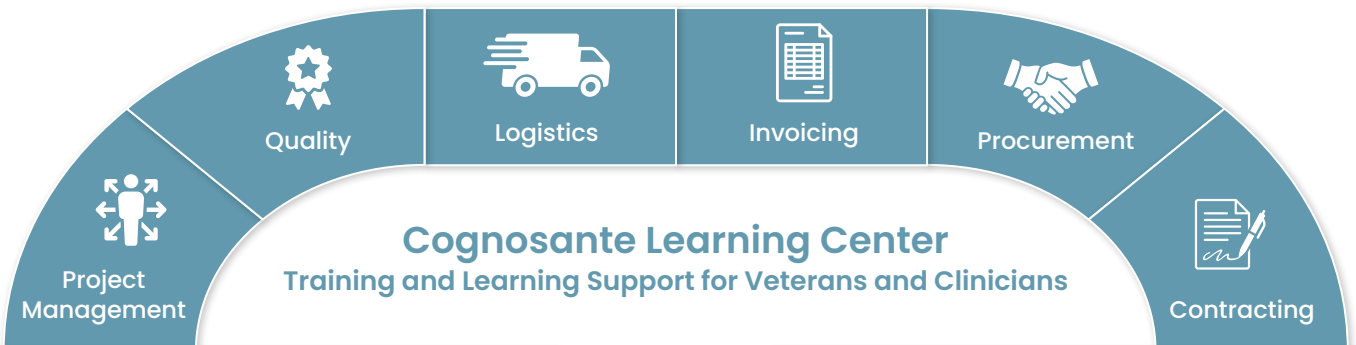 Project
Management
Quality
Logistics
Invoicing
Procurement
Contracting
Cognosante Learning Center
Training and Learning Support for Veterans and Clinicians